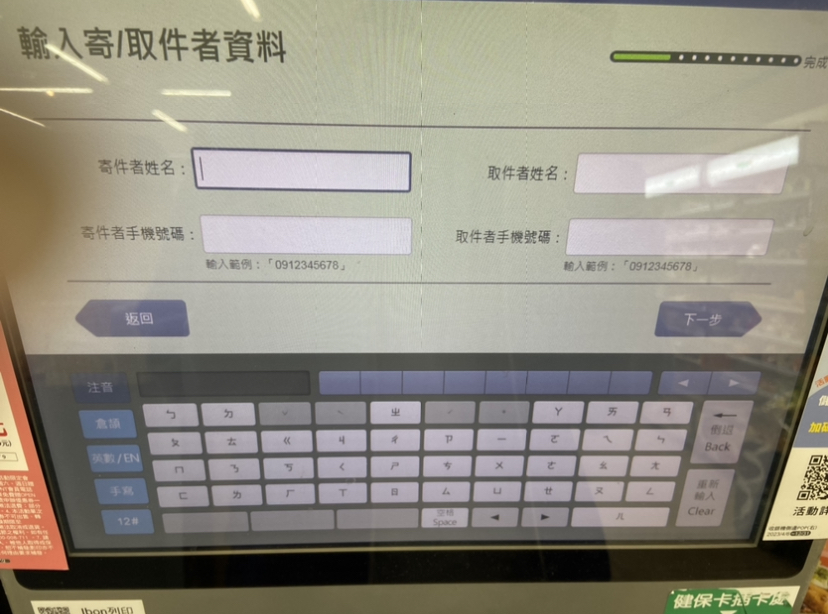 輸入寄/取件者資料
完成
寄件者姓名：
取件者姓名：
寄件者手機號碼：
取件者手機號碼：
輸入範例：「0912345678」
輸入範例：「0912345678」
返回
下一步
注音
◀ ▶
倉頡
ㄅ ㄉ ˇ ˋ ㄓ ˊ ˙ ㄚ ㄞ ㄢ
倒退
Back
英數/EN
ㄆ ㄊ ㄍ ㄐ ㄔ ㄗ ㄧ ㄛ ㄟ ㄣ
手寫
ㄇ ㄋ ㄎ ㄑ ㄕ ㄘ ㄨ ㄜ ㄠ ㄤ
重新
輸入
Clear
12#
ㄈ ㄌ ㄏ ㄒ ㄖ ㄙ ㄩ ㄝ ㄡ ㄥ
空格
Space
◀ ▶ ㄦ
活動詳
ibon列印
健保卡插卡處